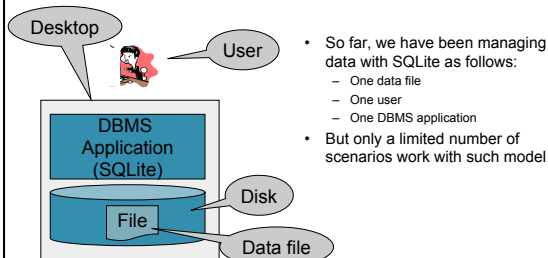 Desktop
User
DBMS
Application
(SQLite)
Disk
File
Data file
• So far, we have been managing
data with SQLite as follows:
– One data file
– One user
– One DBMS application
• But only a limited number of
scenarios work with such model